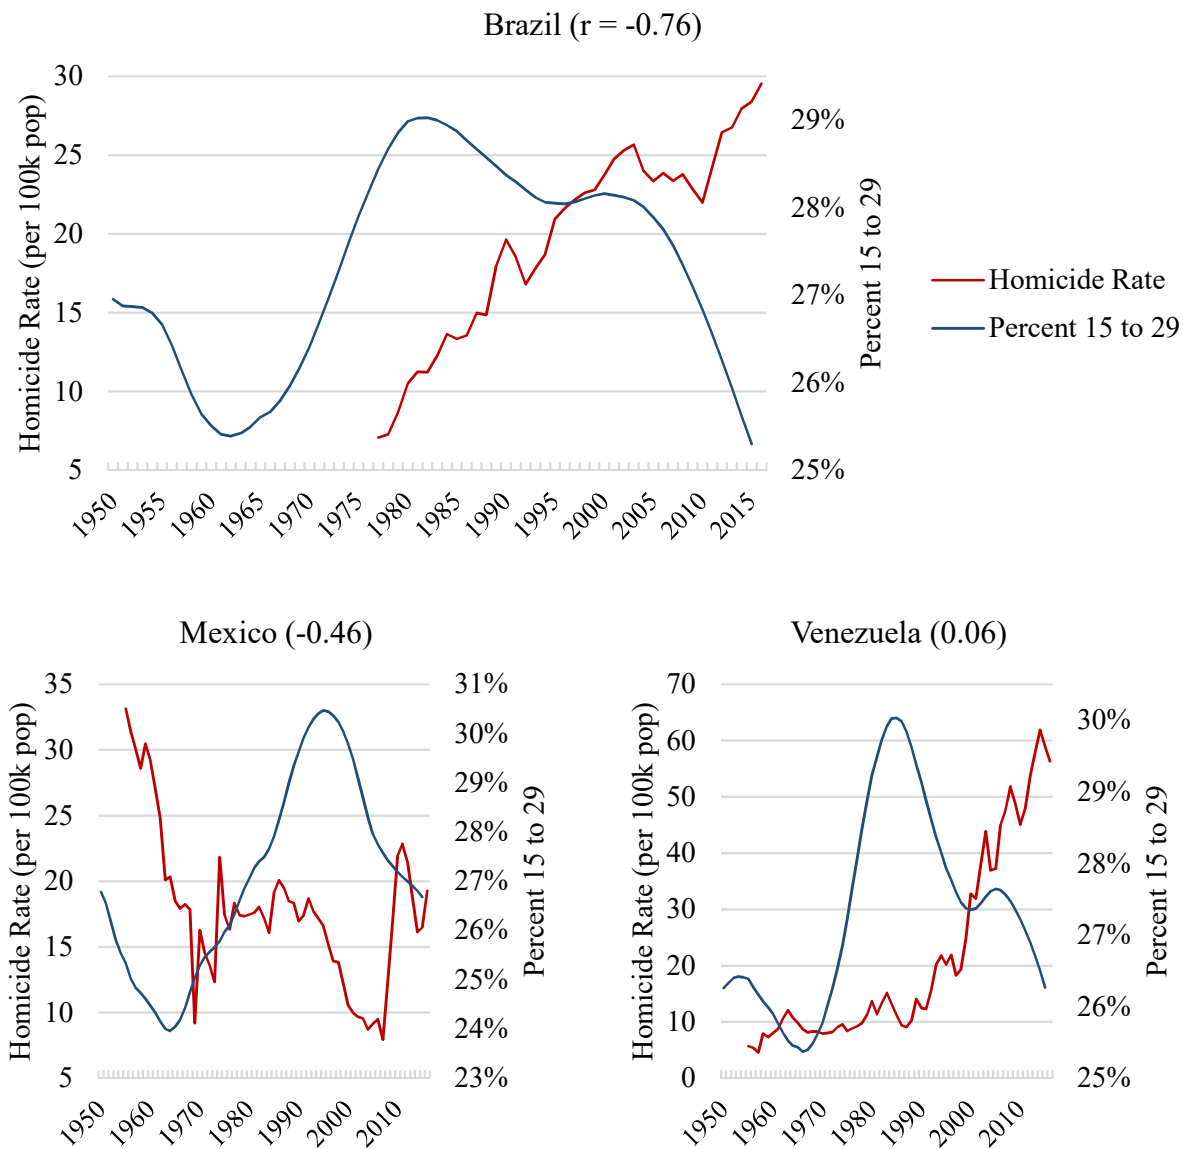 Brazil (r = -0.76)
Homicide Rate (per 100k pop)
30
25
20
15
10
5
29%
28%
27%
26%
25%
Percent 15 to 29
1950 1955 1960 1965 1970 1975 1980 1985 1990 1995 2000 2005 2010 2015
Homicide Rate
Percent 15 to 29
Mexico (-0.46)
Homicide Rate (per 100k pop)
35
30
25
20
15
10
5
31%
30%
29%
28%
27%
26%
25%
24%
23%
Percent 15 to 29
1950 1960 1970 1980 1990 2000 2010
Venezuela (0.06)
Homicide Rate (per 100k pop)
70
60
50
40
30
20
10
0
30%
29%
28%
27%
26%
25%
Percent 15 to 29
1950 1960 1970 1980 1990 2000 2010